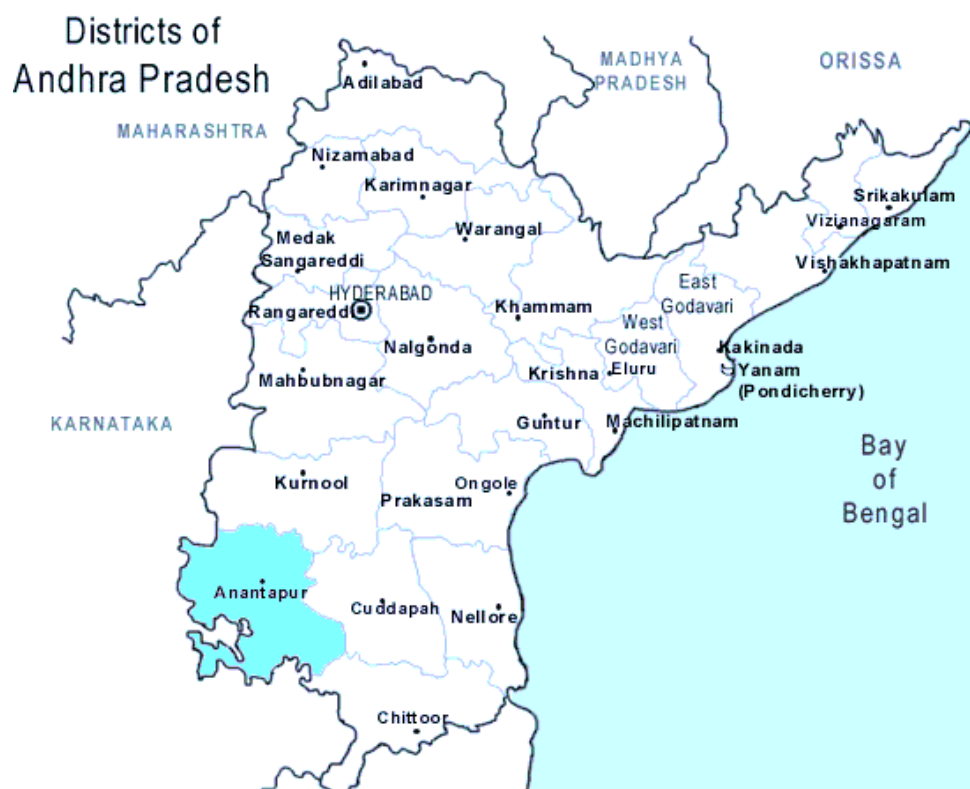 Districts of
Andhra Pradesh
MAHARASHTRA
MADHYA
PRADESH
ORISSA
Adilabad
Nizamabad
Karimnagar
Warangal
Srikakulam
Vizianagaram
Medak
Sangareddi
Vishakhapatnam
HYDERABAD
Rangareddi
East
Godavari
Khammam
West
Godavari
Nalgonda
Kakinada
Mahbubnagar
Krishna
Eluru
Yanam
(Pondicherry)
KARNATAKA
Guntur
Machilipatnam
Bay
of
Bengal
Kurnool
Ongole
Prakasam
Anantapur
Cuddapah
Nellore
Chittoor